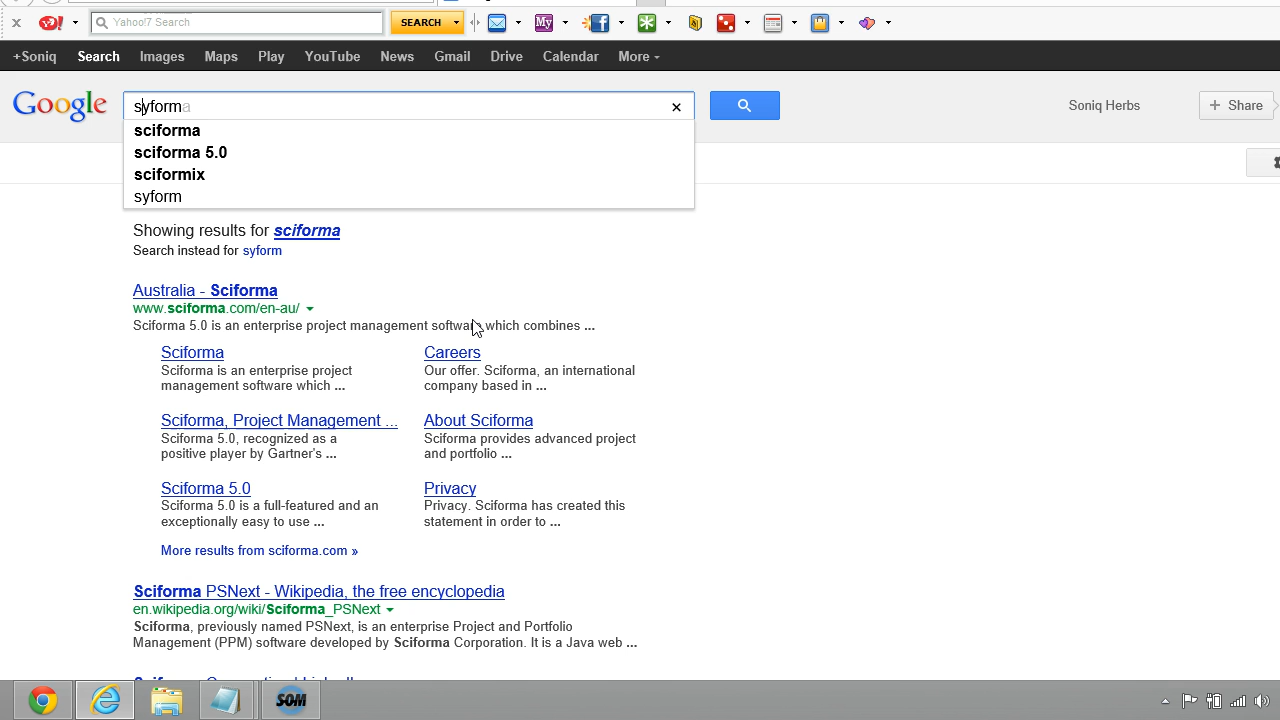 Yahoo!7 Search
SEARCH
My
+Soniq Search Images Maps Play YouTube News Gmail Drive Calendar More
Google
syforma
Soniq Herbs
+ Share
sciforma
sciforma 5.0
sciformix
syform
Showing results for sciforma
Search instead for syform
Australia - Sciforma
www.sciforma.com/en-au/
Sciforma 5.0 is an enterprise project management software which combines ...
Sciforma
Sciforma is an enterprise project
management software which ...
Careers
Our offer. Sciforma, an international
company based in ...
Sciforma, Project Management ...
Sciforma 5.0, recognized as a
positive player by Gartner's ...
About Sciforma
Sciforma provides advanced project
and portfolio ...
Sciforma 5.0
Sciforma 5.0 is a full-featured and an
exceptionally easy to use ...
Privacy
Privacy. Sciforma has created this
statement in order to ...
More results from sciforma.com »
Sciforma PSNext - Wikipedia, the free encyclopedia
en.wikipedia.org/wiki/Sciforma_PSNext
Sciforma, previously named PSNext, is an enterprise Project and Portfolio
Management (PPM) software developed by Sciforma Corporation. It is a Java web ...
SOM